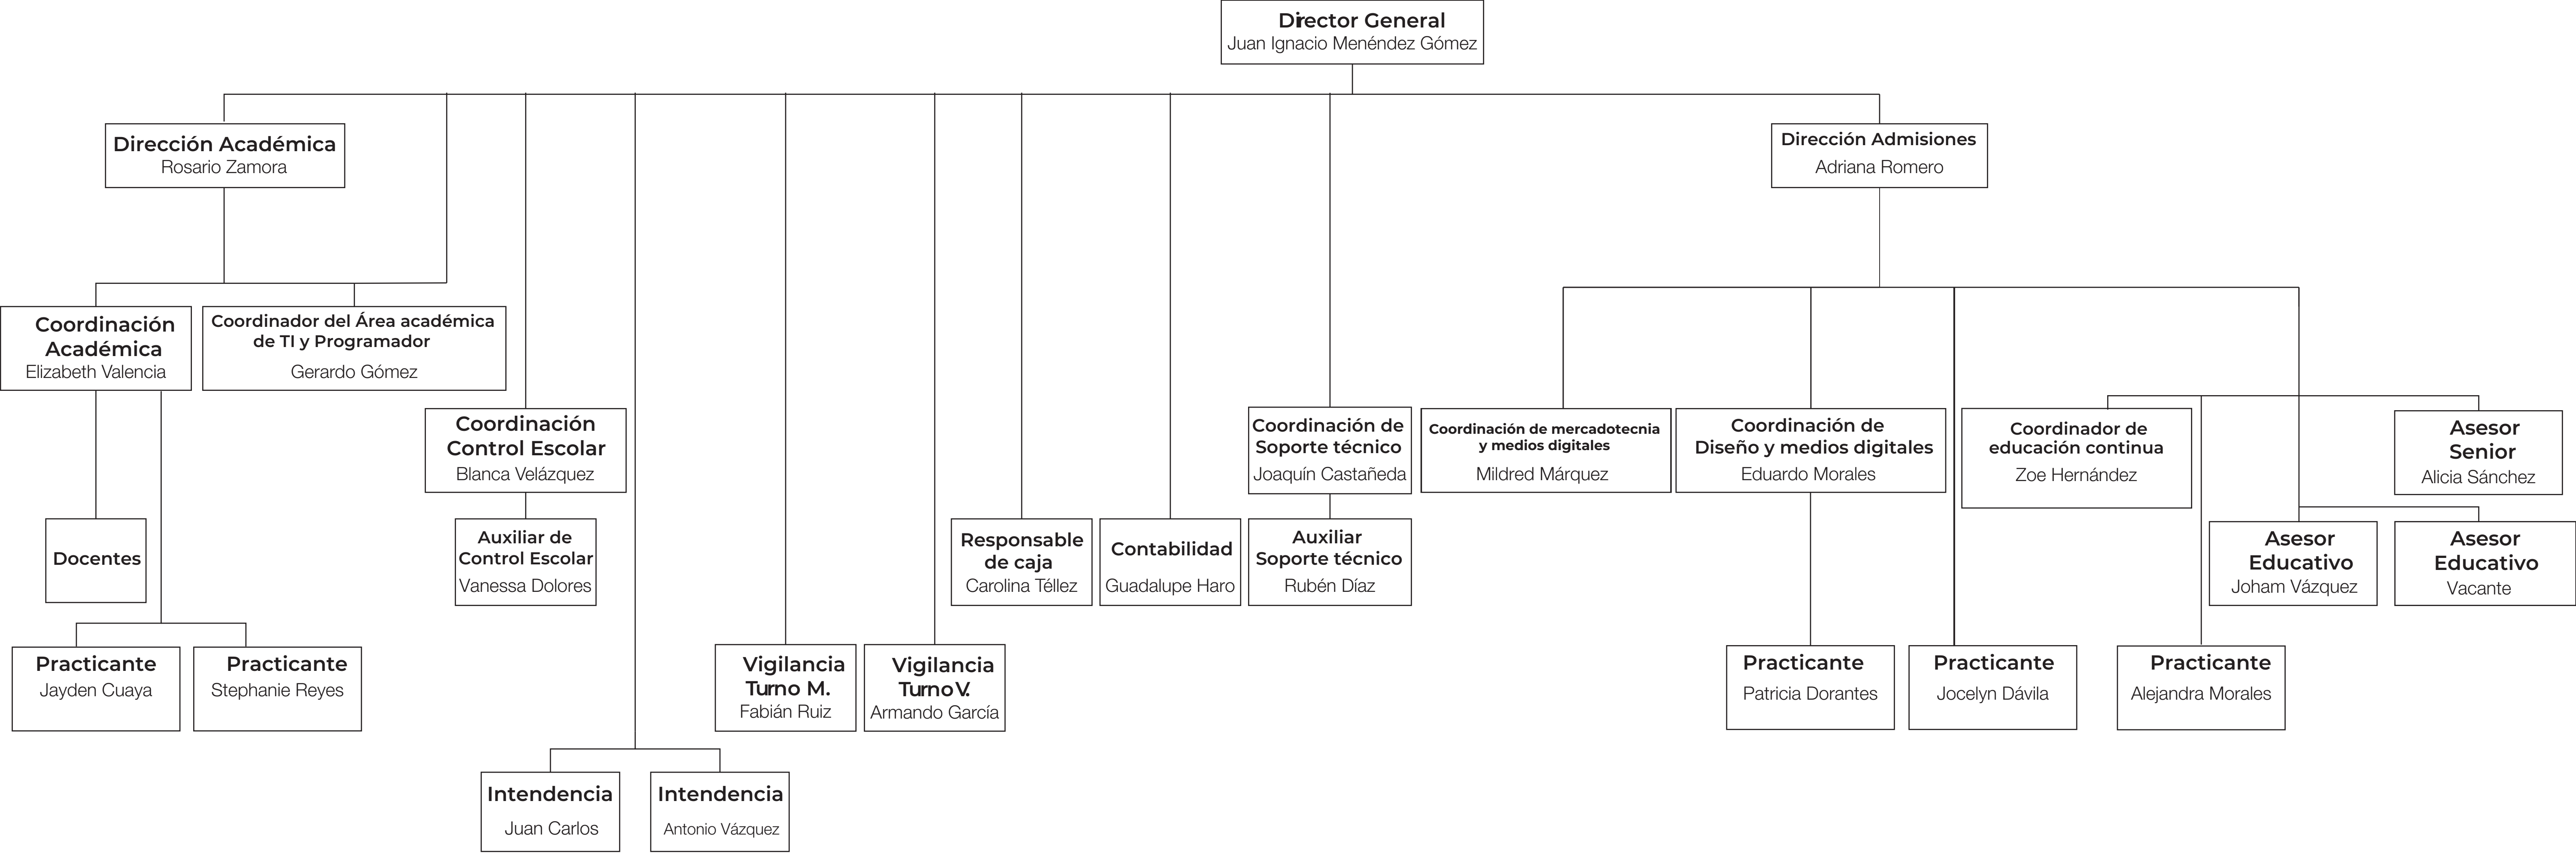 Director General
Juan Ignacio Menéndez Gómez
Dirección Académica
Rosario Zamora
Dirección Admisiones
Adriana Romero
Coordinación
Académica
Elizabeth Valencia
Coordinador del Área académica
de TI y Programador
Gerardo Gómez
Coordinación
Control Escolar
Blanca Velázquez
Coordinación de
Soporte técnico
Joaquín Castañeda
Coordinación de mercadotecnia
y medios digitales
Mildred Márquez
Coordinación de
Diseño y medios digitales
Eduardo Morales
Coordinador de
educación continua
Zoe Hernández
Asesor
Senior
Alicia Sánchez
Docentes
Auxiliar de
Control Escolar
Vanessa Dolores
Responsable
de caja
Carolina Téllez
Contabilidad
Guadalupe Haro
Auxiliar
Soporte técnico
Rubén Díaz
Asesor
Educativo
Joham Vázquez
Asesor
Educativo
Vacante
Practicante
Jayden Cuaya
Practicante
Stephanie Reyes
Vigilancia
Turno M.
Fabián Ruiz
Vigilancia
Turno V.
Armando García
Practicante
Patricia Dorantes
Practicante
Jocelyn Dávila
Practicante
Alejandra Morales
Intendencia
Juan Carlos
Intendencia
Antonio Vázquez